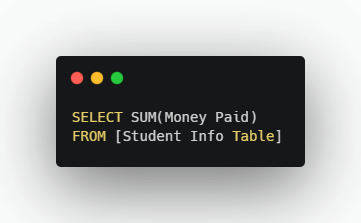 SELECT SUM(Money Paid)
FROM [Student Info Table]